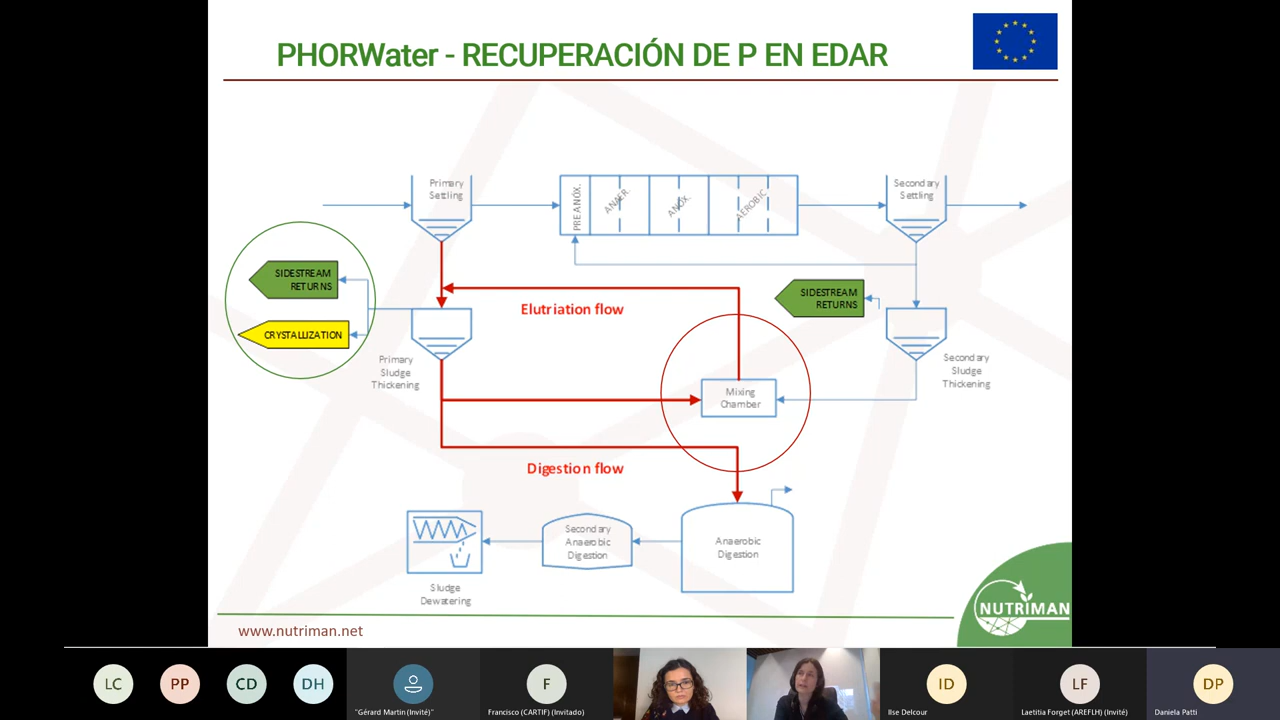 PHORWater - RECUPERACIÓN DE P EN EDAR
Primary
Settling
PREANÓX.
ANAER.
ANÓX.
AEROBIC
Secondary
Settling
SIDESTREAM
RETURNS
CRYSTALLIZATION
Elutriation flow
SIDESTREAM
RETURNS
Primary
Sludge
Thickening
Mixing
Chamber
Secondary
Sludge
Thickening
Digestion flow
Sludge
Dewatering
Secondary
Anaerobic
Digestion
Anaerobic
Digestion
NUTRIMAN
www.nutriman.net
LC
PP
CD
DH
"Gérard Martin (Invité)"
F
Francisco (CARTIF) (Invitado)
ID
Ilse Delcour
LF
Laetitia Forget (AREFLH) (Invité)
DP
Daniela Patti